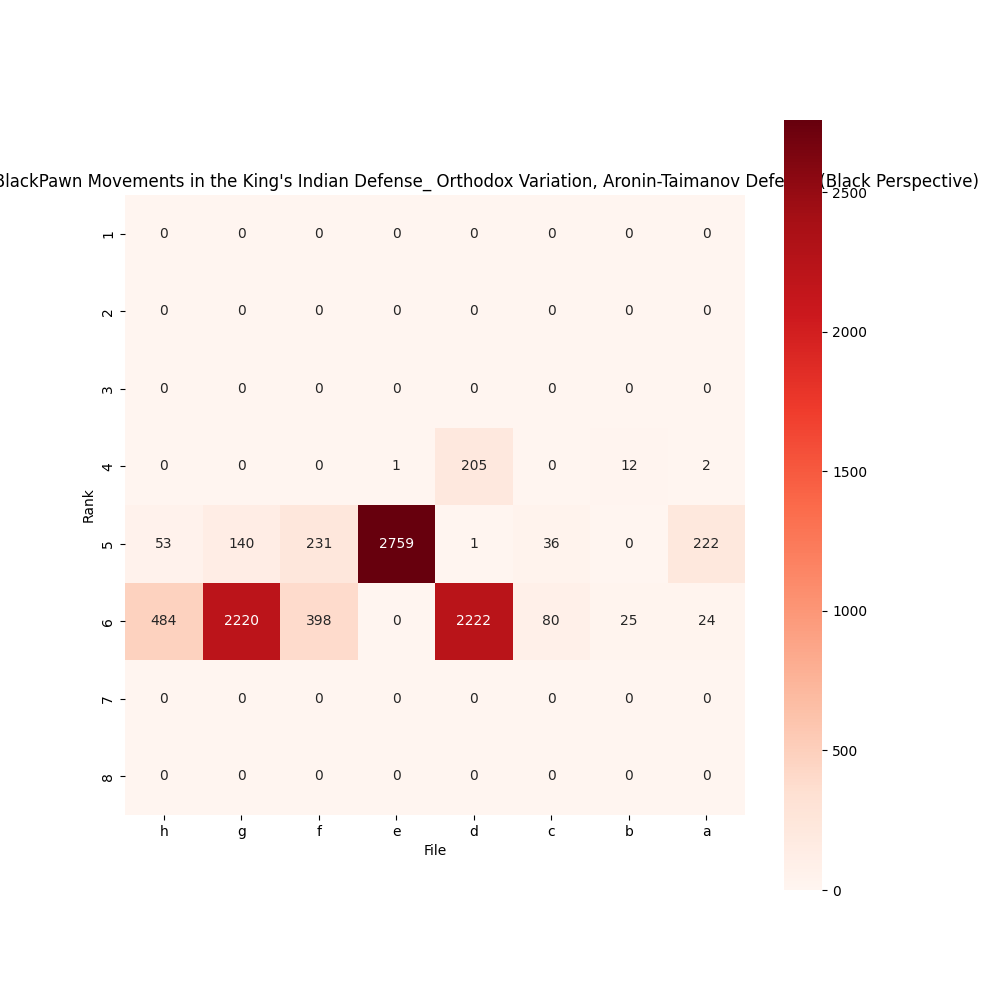 BlackPawn Movements in the King's Indian Defense_ Orthodox Variation, Aronin-Taimanov Defe (Black Perspective)
2500
1 0 0 0 0 0 0 0 0
2 0 0 0 0 0 0 0 0
2000
3 0 0 0 0 0 0 0 0
4 0 0 0 1 205 0 12 2
1500
Rank
5 53 140 231 2759 1 36 0 222
6 484 2220 398 0 2222 80 25 24
1000
7 0 0 0 0 0 0 0 0
500
8 0 0 0 0 0 0 0 0
h g f e d c b a
File
0